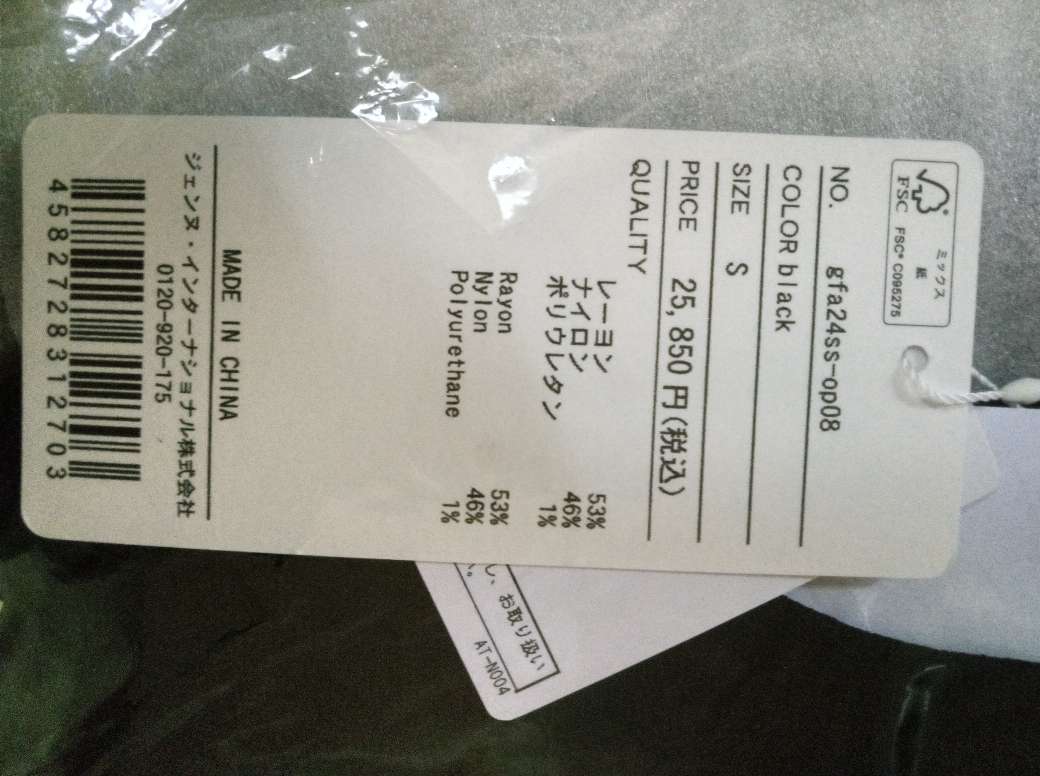 FSC
ミックス
紙
FSC® C095275
NO. gfa24ss-op08
COLOR black
SIZE S
PRICE 25,850円(税込)
QUALITY
レーヨン 53%
ナイロン 46%
ポリウレタン 1%
Rayon 53%
Nylon 46%
Polyurethane 1%
MADE IN CHINA
ジェンヌ・インターナショナル株式会社
0120-920-175
4582728312703
し、お取り扱い
AT-N004